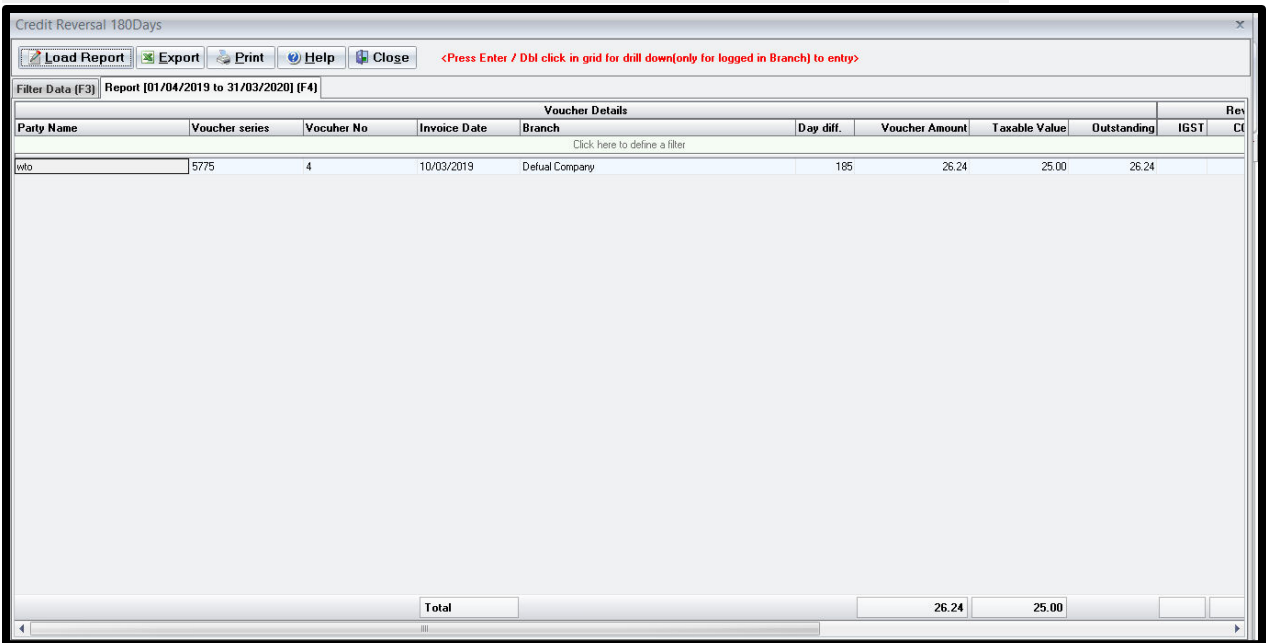 Credit Reversal 180Days x
Load Report Export Print Help Close <Press Enter / Dbl click in grid for drill down(only for logged in Branch) to entry>
Filter Data (F3) Report [01/04/2019 to 31/03/2020] (F4)
Voucher Details Rev
Party Name Voucher series Vocuher No Invoice Date Branch Day diff. Voucher Amount Taxable Value Outstanding IGST
Click here to define a filter
wto 5775 4 10/03/2019 Defual Company 185 26.24 25.00 26.24
Total 26.24 25.00